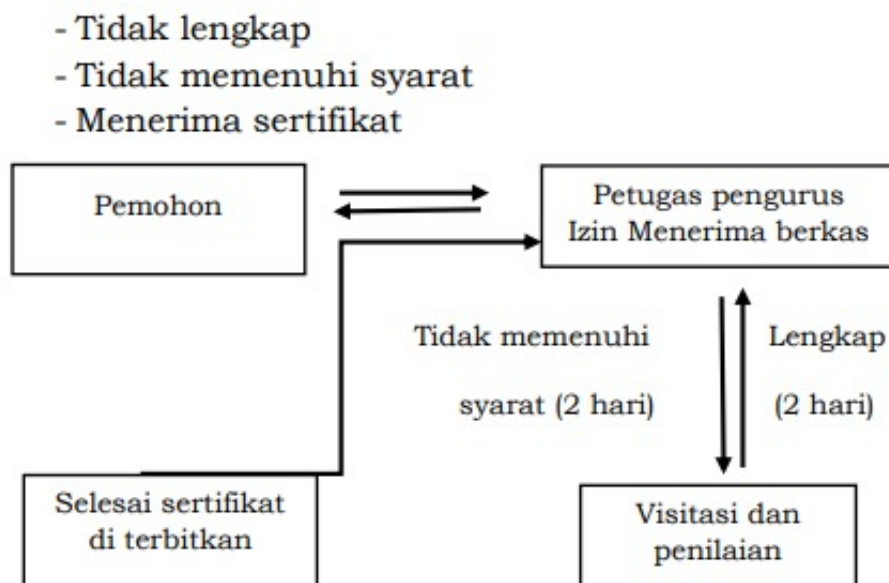 - Tidak lengkap
- Tidak memenuhi syarat
- Menerima sertifikat
Pemohon
Petugas pengurus
Izin Menerima berkas
Tidak memenuhi
syarat (2 hari)
Lengkap
(2 hari)
Selesai sertifikat
di terbitkan
Visitasi dan
penilaian